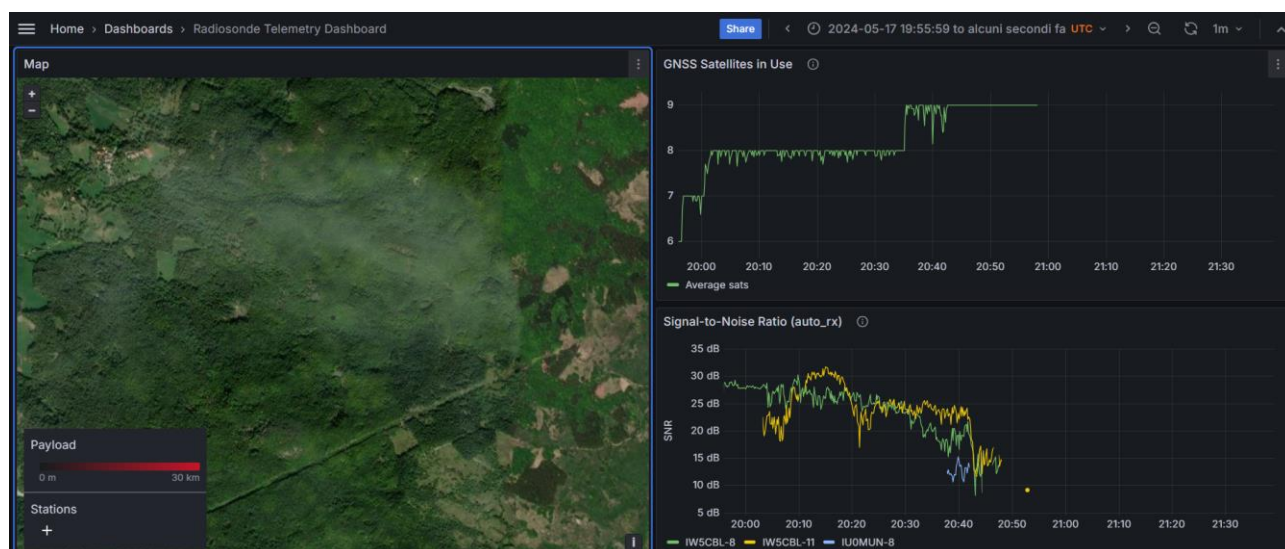 Home > Dashboards > Radiosonde Telemetry Dashboard
Share
2024-05-17 19:55:59 to alcuni secondi fa UTC
1m
Map
+
−
Payload
0 m 30 km
Stations
+
i
GNSS Satellites in Use
9
8
7
6
20:00 20:10 20:20 20:30 20:40 20:50 21:00 21:10 21:20 21:30
Average sats
Signal-to-Noise Ratio (auto_rx)
SNR
35 dB
30 dB
25 dB
20 dB
15 dB
10 dB
5 dB
20:00 20:10 20:20 20:30 20:40 20:50 21:00 21:10 21:20 21:30
IW5CBL-8 IW5CBL-11 IU0MUN-8